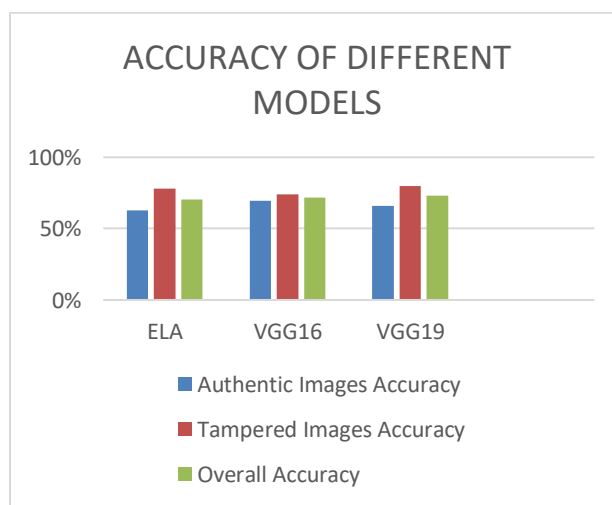 ACCURACY OF DIFFERENT
MODELS
100%
50%
0%
ELA VGG16 VGG19
Authentic Images Accuracy
Tampered Images Accuracy
Overall Accuracy